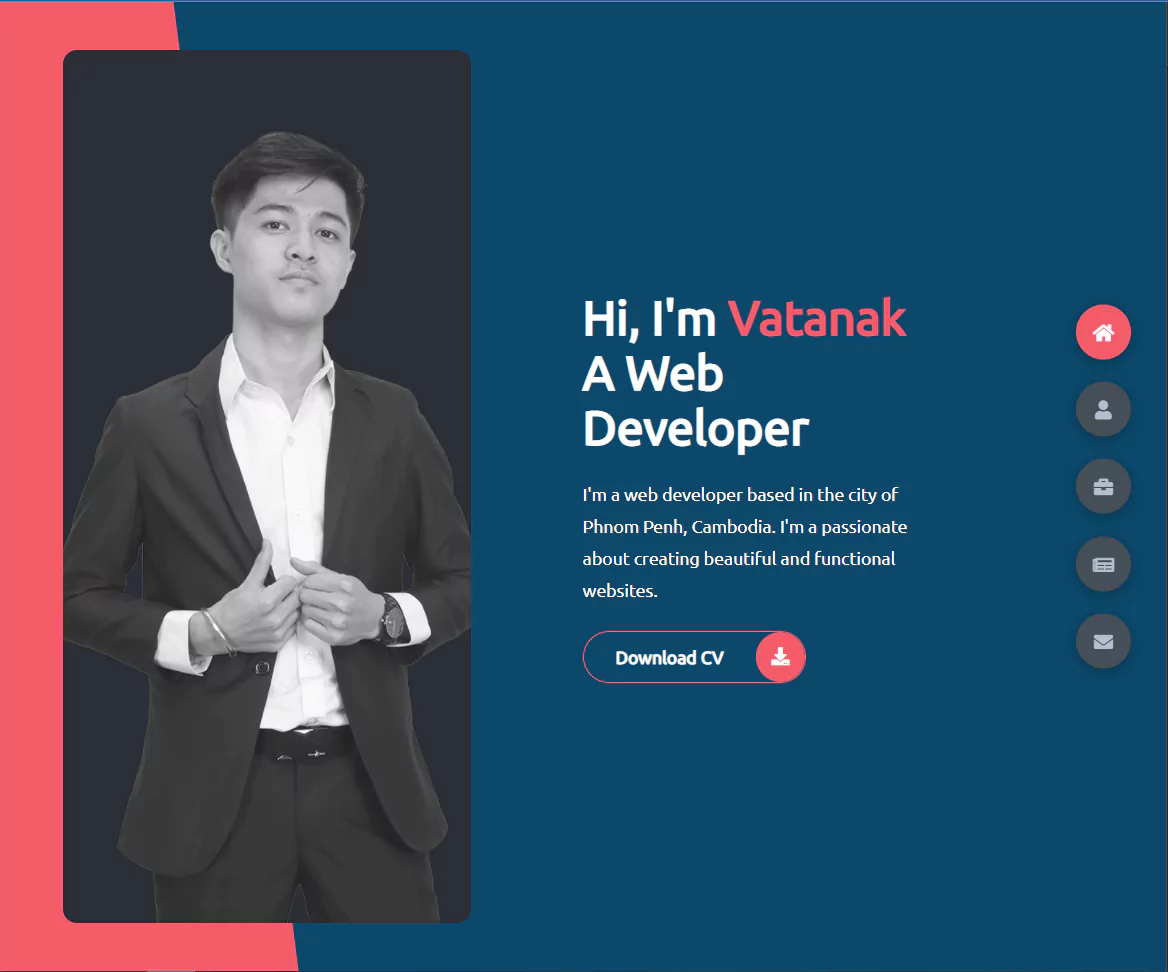 Hi, I'm Vatanak
A Web
Developer
I'm a web developer based in the city of
Phnom Penh, Cambodia. I'm a passionate
about creating beautiful and functional
websites.
Download CV